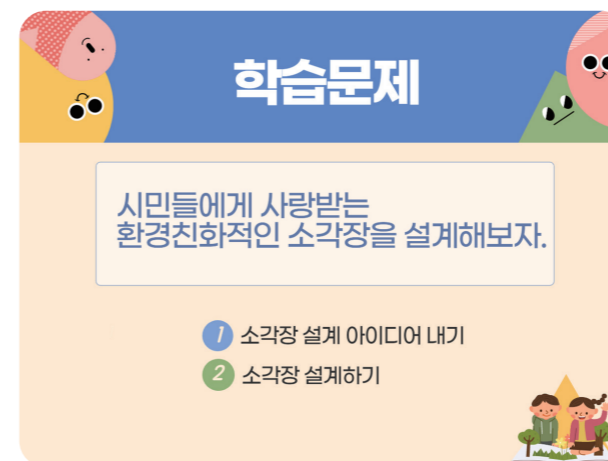 학습문제
시민들에게 사랑받는
환경친화적인 소각장을 설계해보자.
1 소각장 설계 아이디어 내기
2 소각장 설계하기